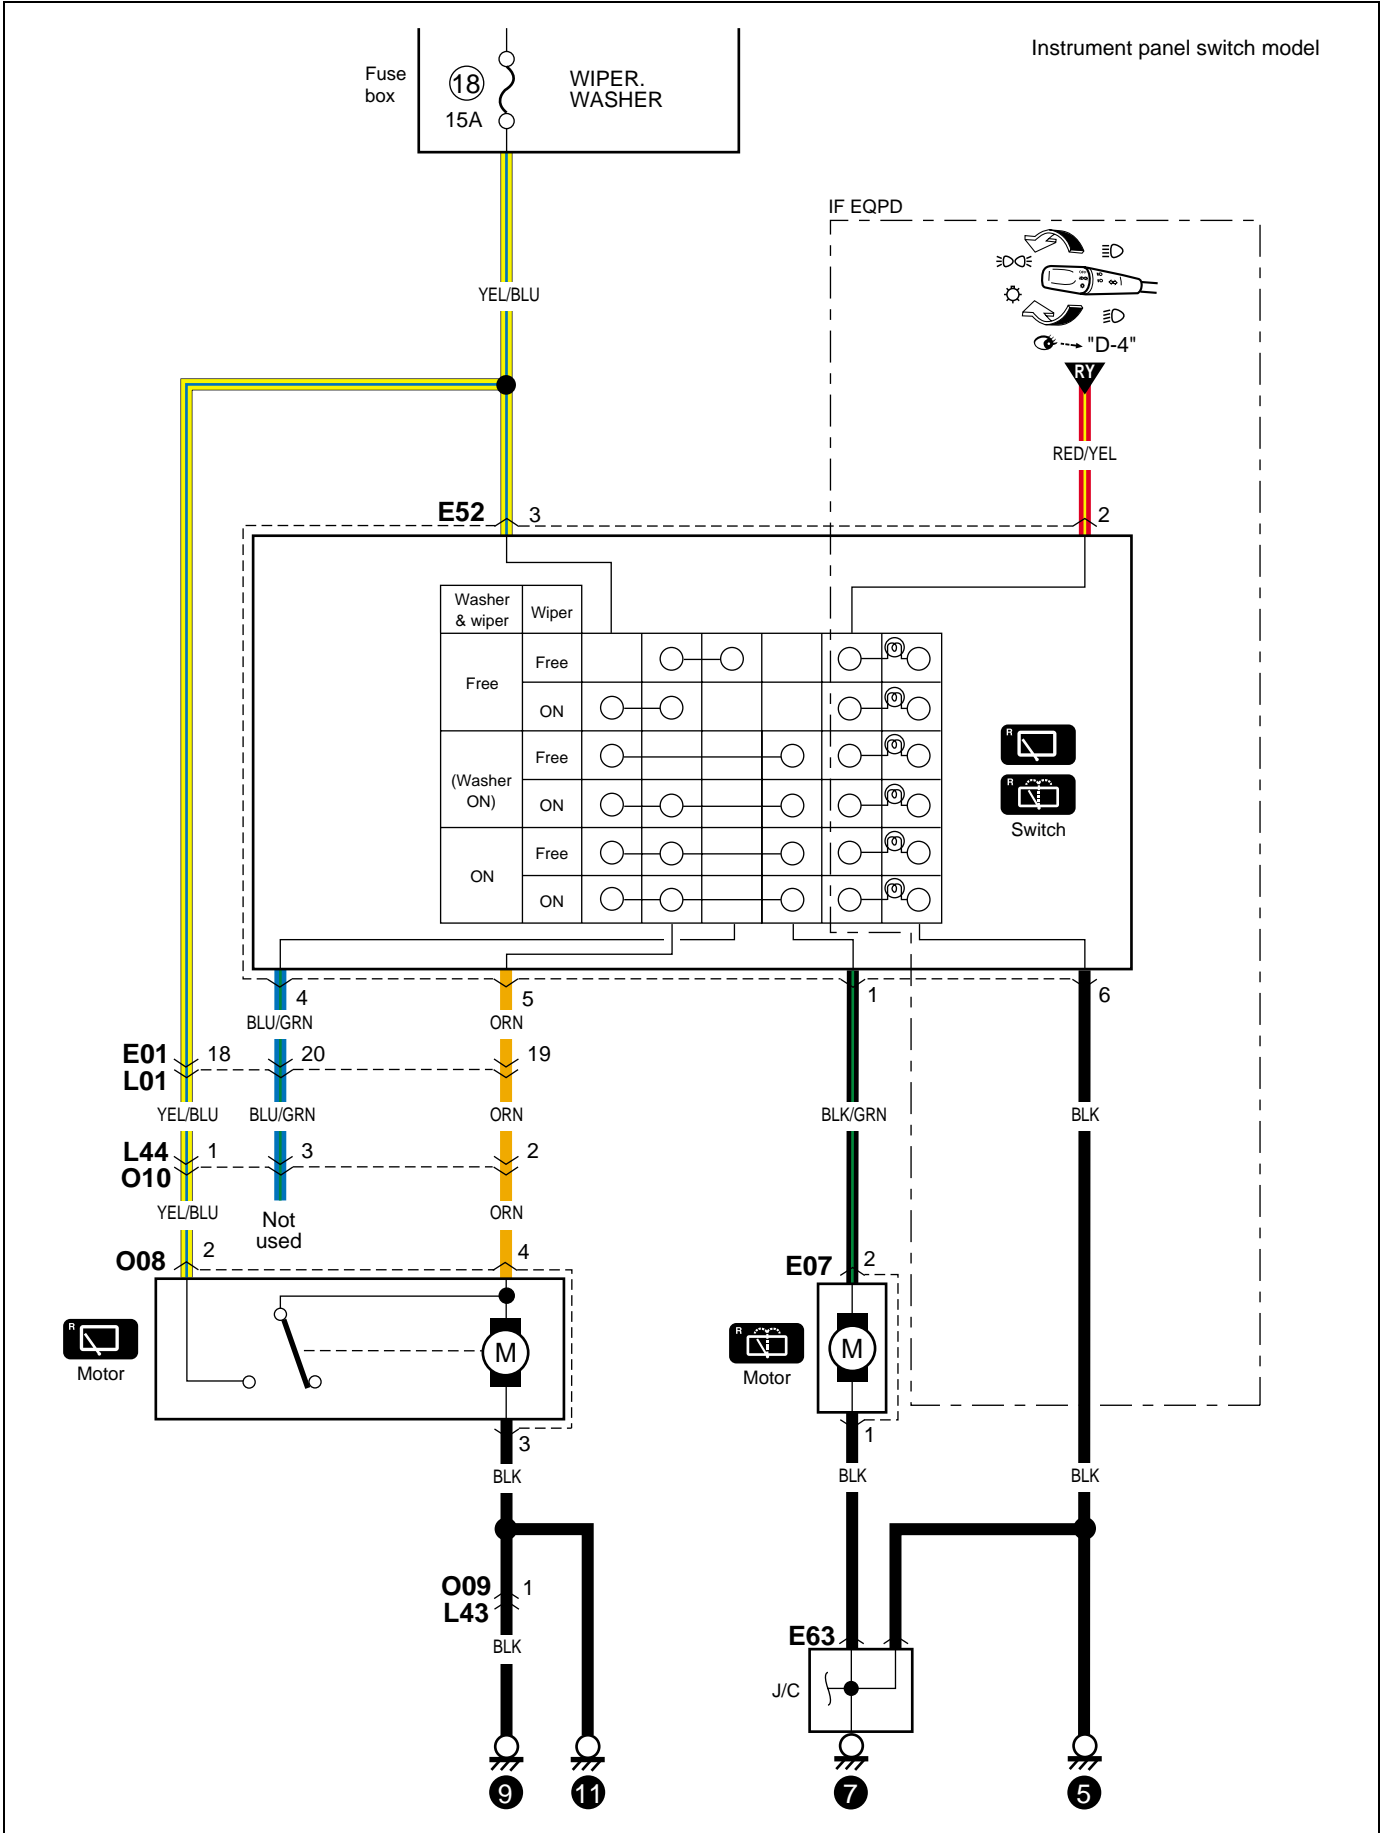 Instrument panel switch model
Fuse
box
18
15A
WIPER.
WASHER
IF EQPD
YEL/BLU
"D-4"
RY
RED/YEL
E52
3
2
Washer
& wiper
Wiper
Free
Free
ON
(Washer
ON)
Free
ON
ON
Free
ON
R
R
Switch
4
5
1
6
BLU/GRN
ORN
E01
18
20
19
L01
YEL/BLU
BLU/GRN
ORN
BLK/GRN
BLK
L44
1
3
2
O10
YEL/BLU
Not
used
ORN
O08
2
4
E07
2
R
Motor
M
R
Motor
M
3
1
BLK
BLK
BLK
O09
1
L43
BLK
E63
J/C
9
11
7
5